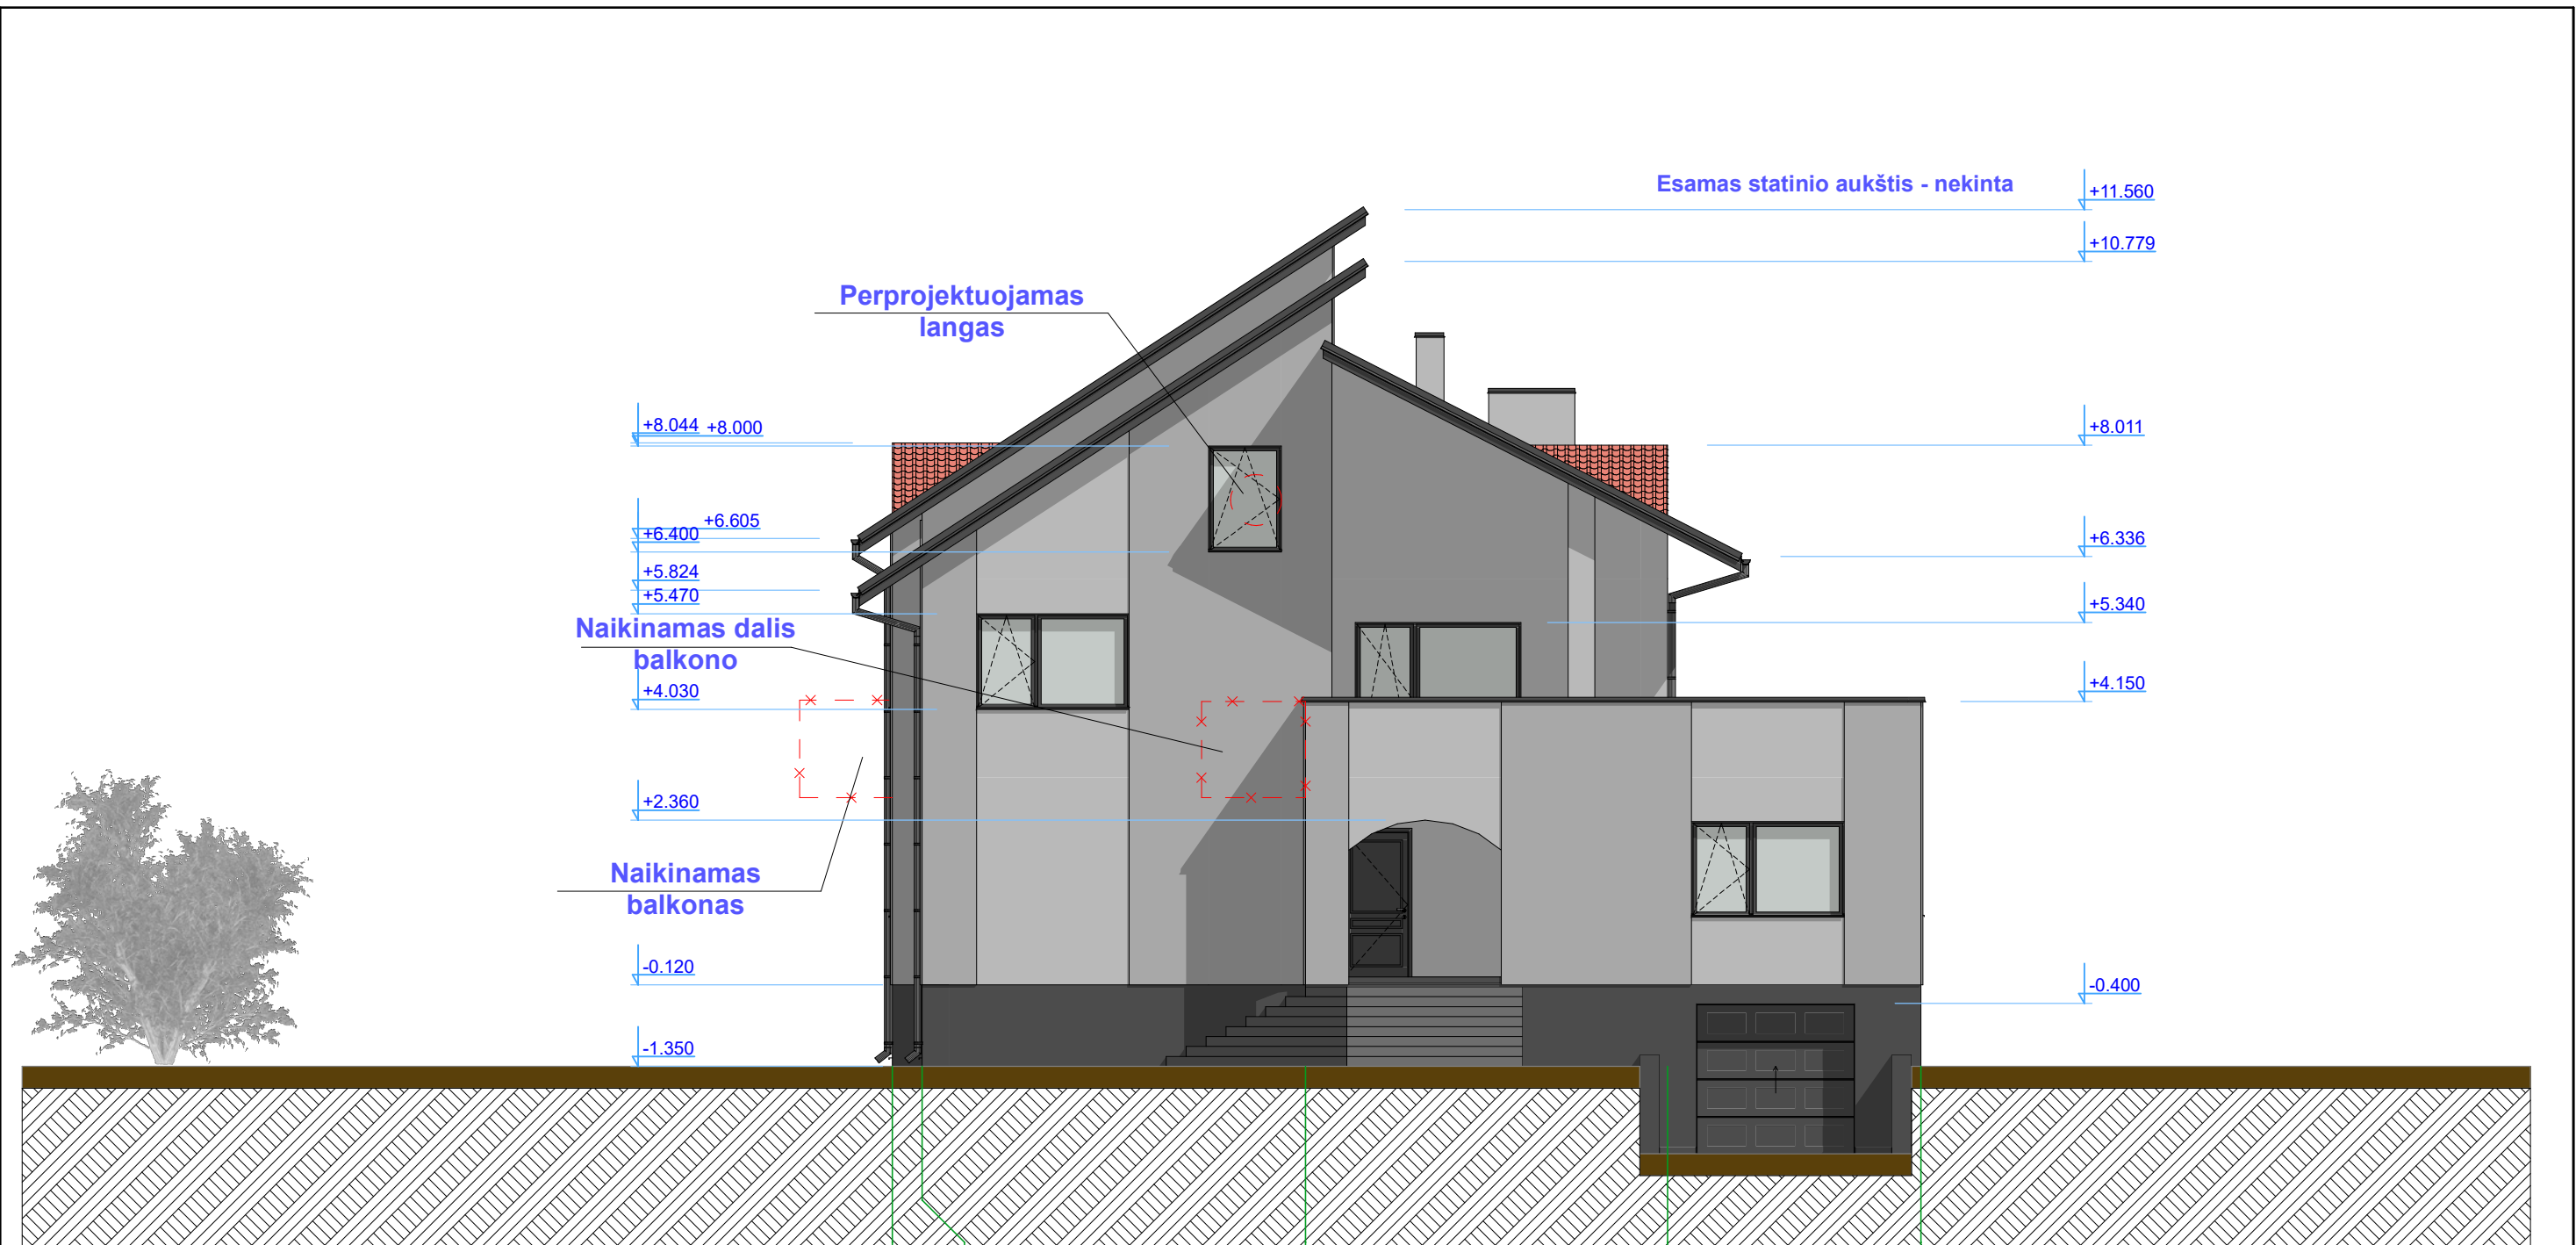 Esamas statinio aukštis - nekinta
+11.560
+10.779
Perprojektuojamas
langas
+8.044 +8.000
+8.011
+6.605
+6.400
+6.336
+5.824
+5.470
+5.340
Naikinamas dalis
balkono
+4.030
+4.150
+2.360
Naikinamas
balkonas
-0.120
-0.400
-1.350